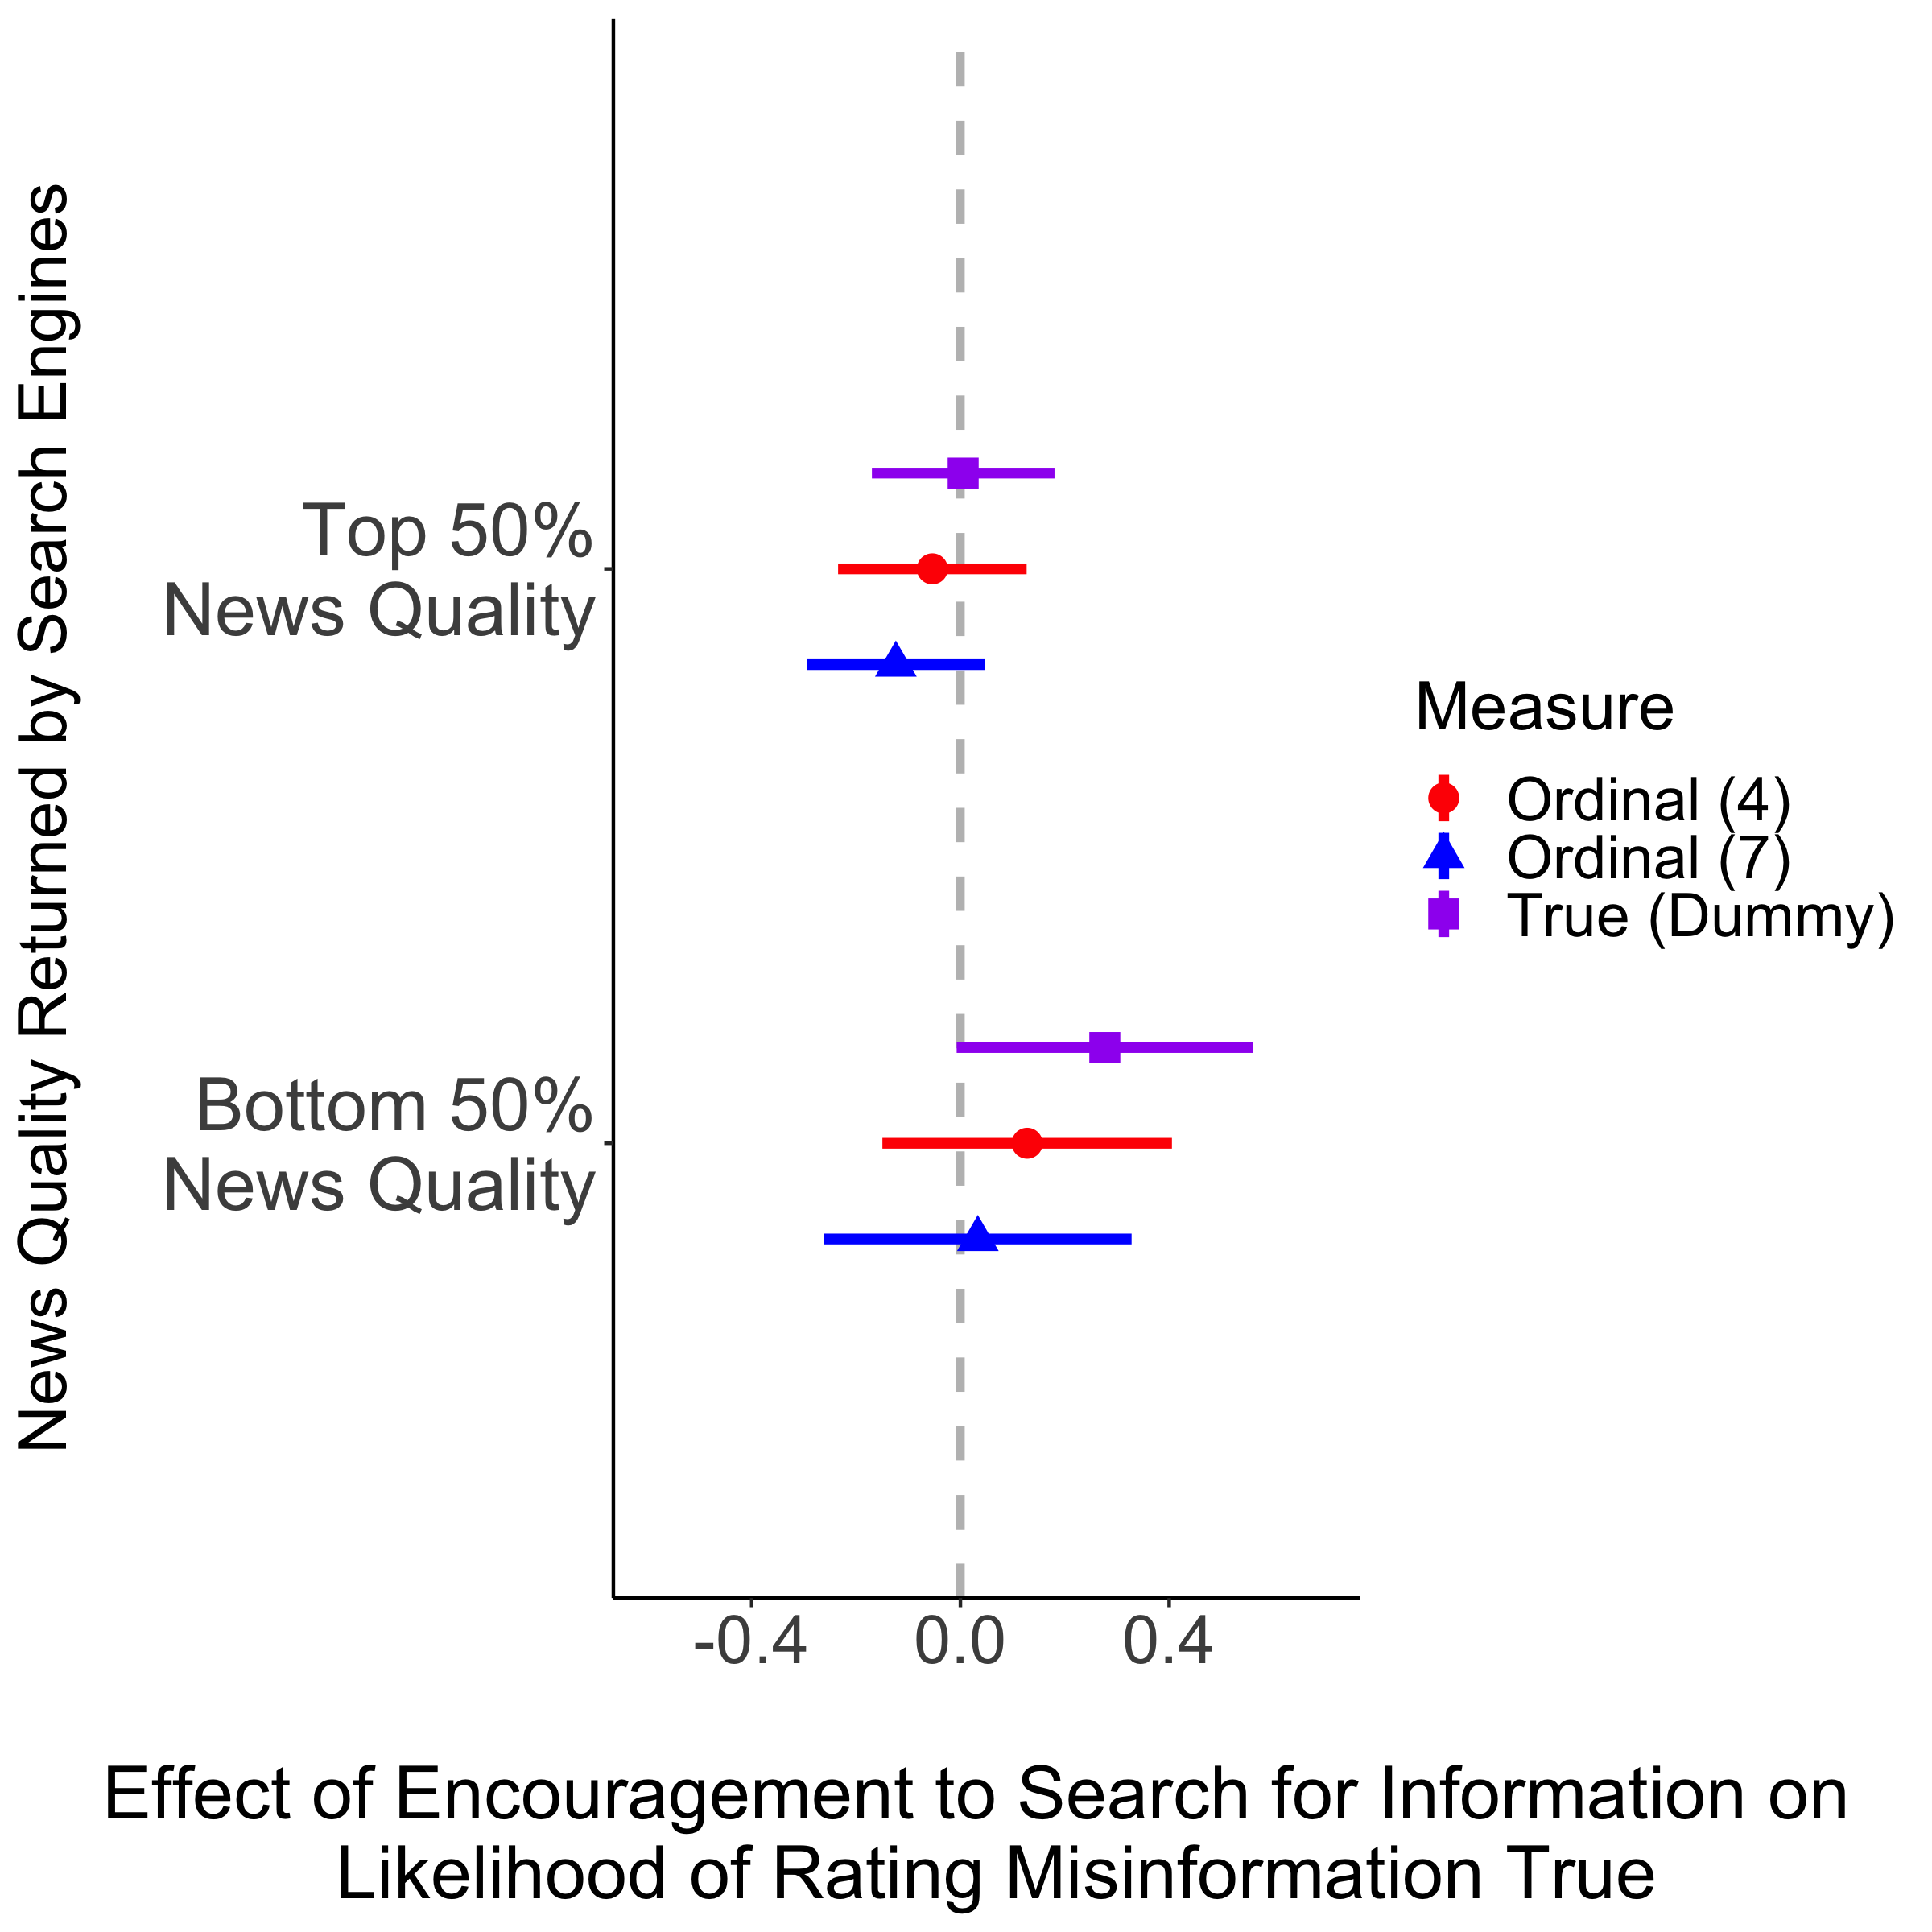 News Quality Returned by Search Engines
Top 50%
News Quality
Bottom 50%
News Quality
-0.4
0.0
0.4
Effect of Encouragement to Search for Information on
Likelihood of Rating Misinformation True
Measure
Ordinal (4)
Ordinal (7)
True (Dummy)